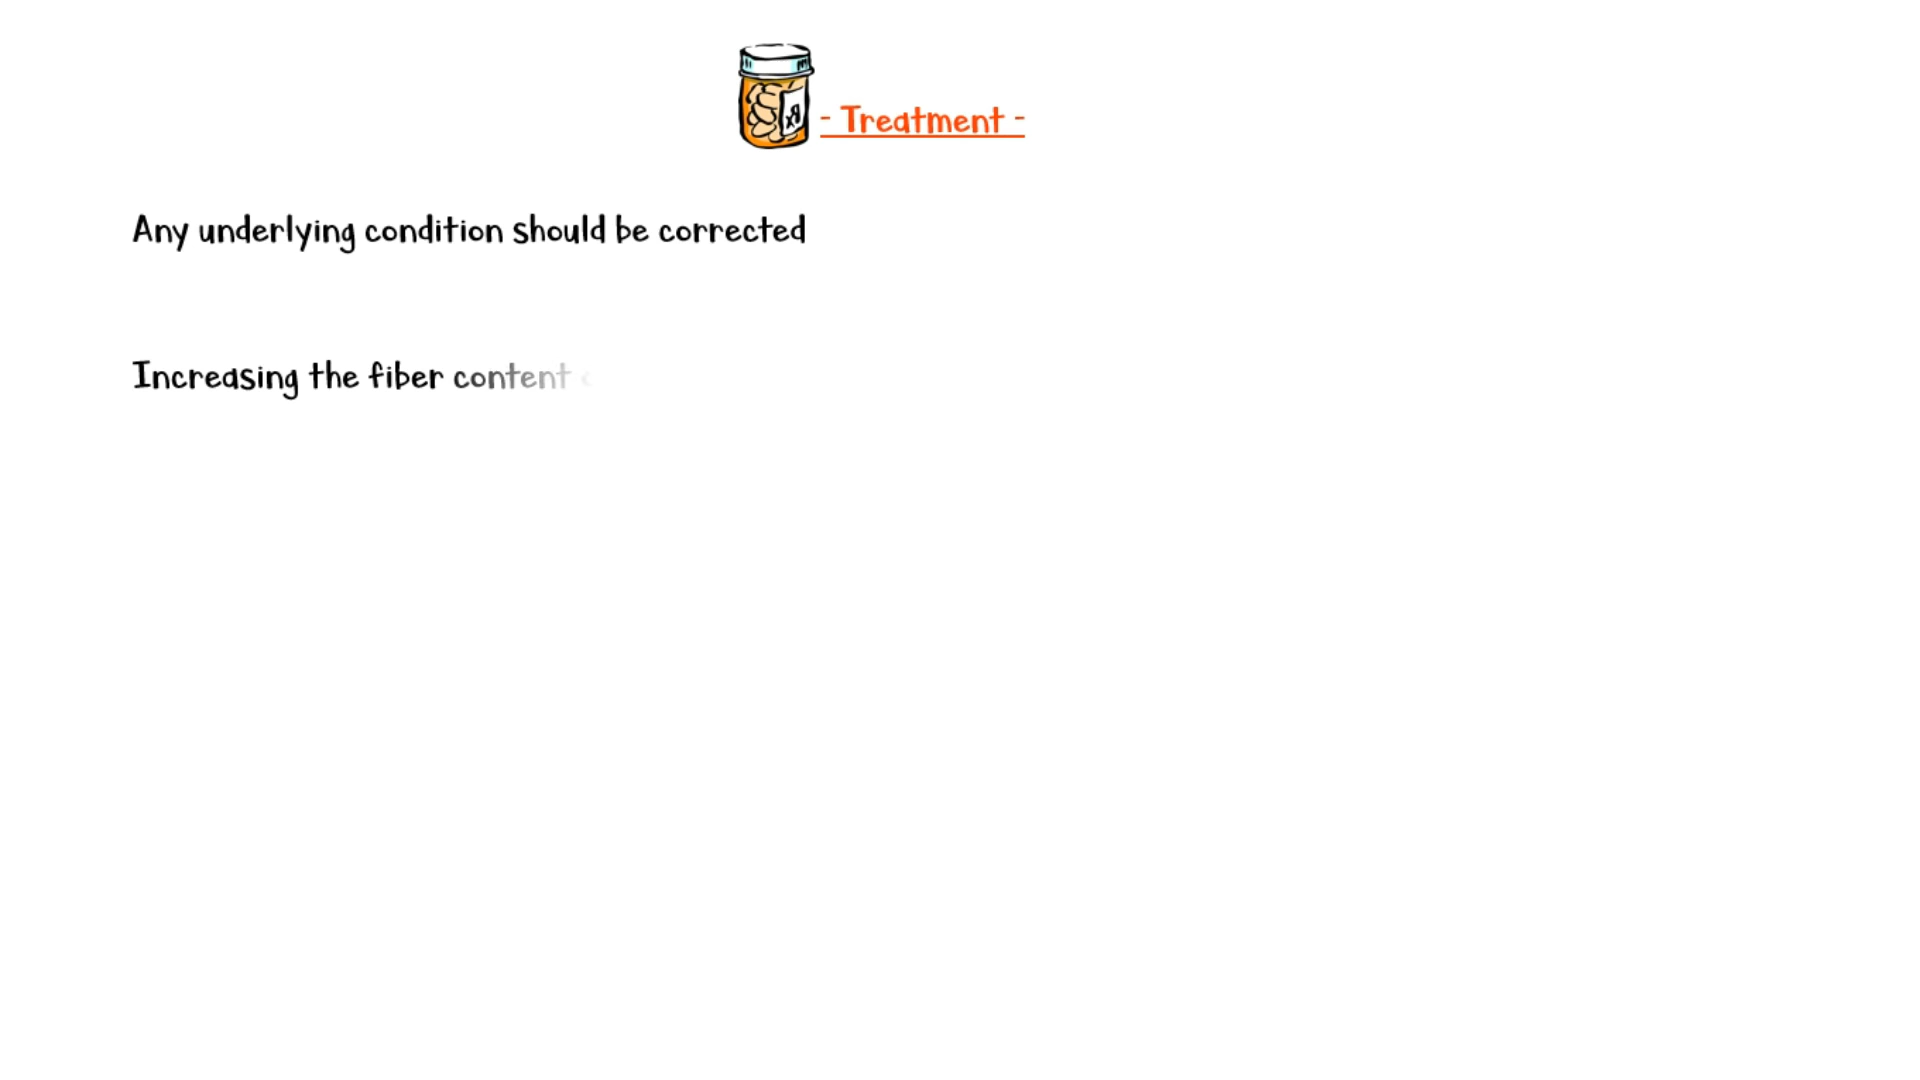 - Treatment -
Any underlying condition should be corrected
Increasing the fiber content